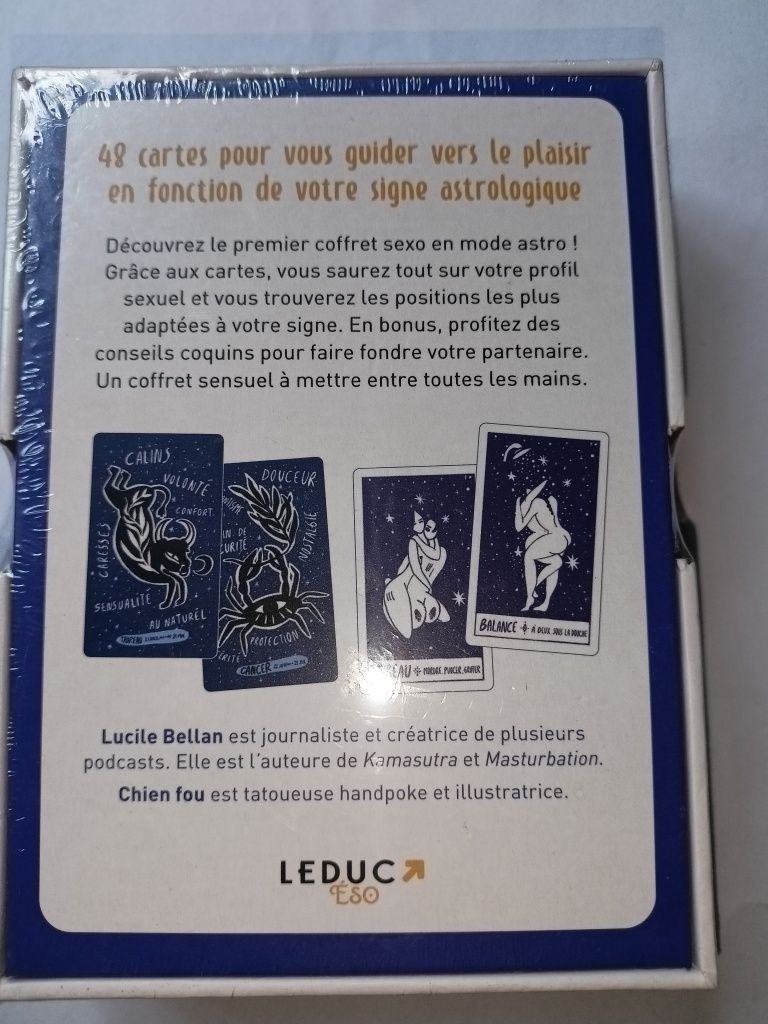 48 cartes pour vous guider vers le plaisir
en fonction de votre signe astrologique
Découvrez le premier coffret sexo en mode astro !
Grâce aux cartes, vous saurez tout sur votre profil
sexuel et vous trouverez les positions les plus
adaptées à votre signe. En bonus, profitez des
conseils coquins pour faire fondre votre partenaire.
Un coffret sensuel à mettre entre toutes les mains.
CALINS
VOLONTÉ
CONFORT
CARESSES
SENSUALITÉ
AU NATUREL
TAUREAU
DOUCEUR
NOSTALGIE
PROTECTION
CANCER
MORDRE, PINCER, GRIFFER
BALANCE
À DEUX SOUS LA DOUCHE
Lucile Bellan est journaliste et créatrice de plusieurs
podcasts. Elle est l'auteure de Kamasutra et Masturbation.
Chien fou est tatoueuse handpoke et illustratrice.
LEDUC
ÉSO